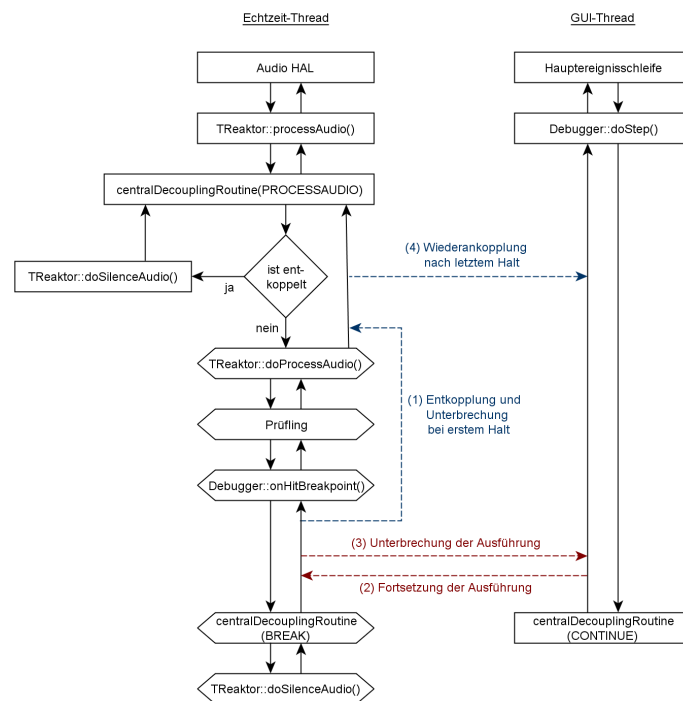 Echtzeit-Thread
GUI-Thread
Audio HAL
Hauptereignisschleife
TReaktor::processAudio()
Debugger::doStep()
centralDecouplingRoutine(PROCESSAUDIO)
(4) Wiederankopplung
nach letztem Halt
TReaktor::doSilenceAudio()
ist ent-
koppelt
ja
nein
TReaktor::doProcessAudio()
(1) Entkopplung und
Unterbrechung
bei erstem Halt
Prüfling
Debugger::onHitBreakpoint()
(3) Unterbrechung der Ausführung
(2) Fortsetzung der Ausführung
centralDecouplingRoutine
(BREAK)
centralDecouplingRoutine
(CONTINUE)
TReaktor::doSilenceAudio()